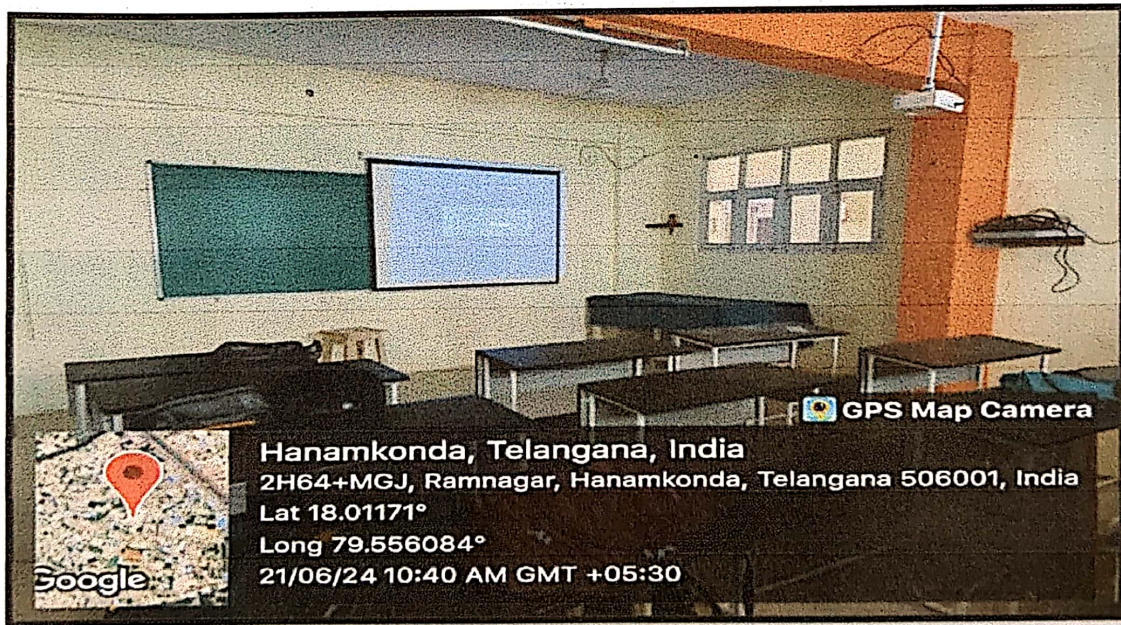 GPS Map Camera
Hanamkonda, Telangana, India
2H64+MGJ, Ramnagar, Hanamkonda, Telangana 506001, India
Lat 18.01171°
Long 79.556084°
21/06/24 10:40 AM GMT +05:30
Google